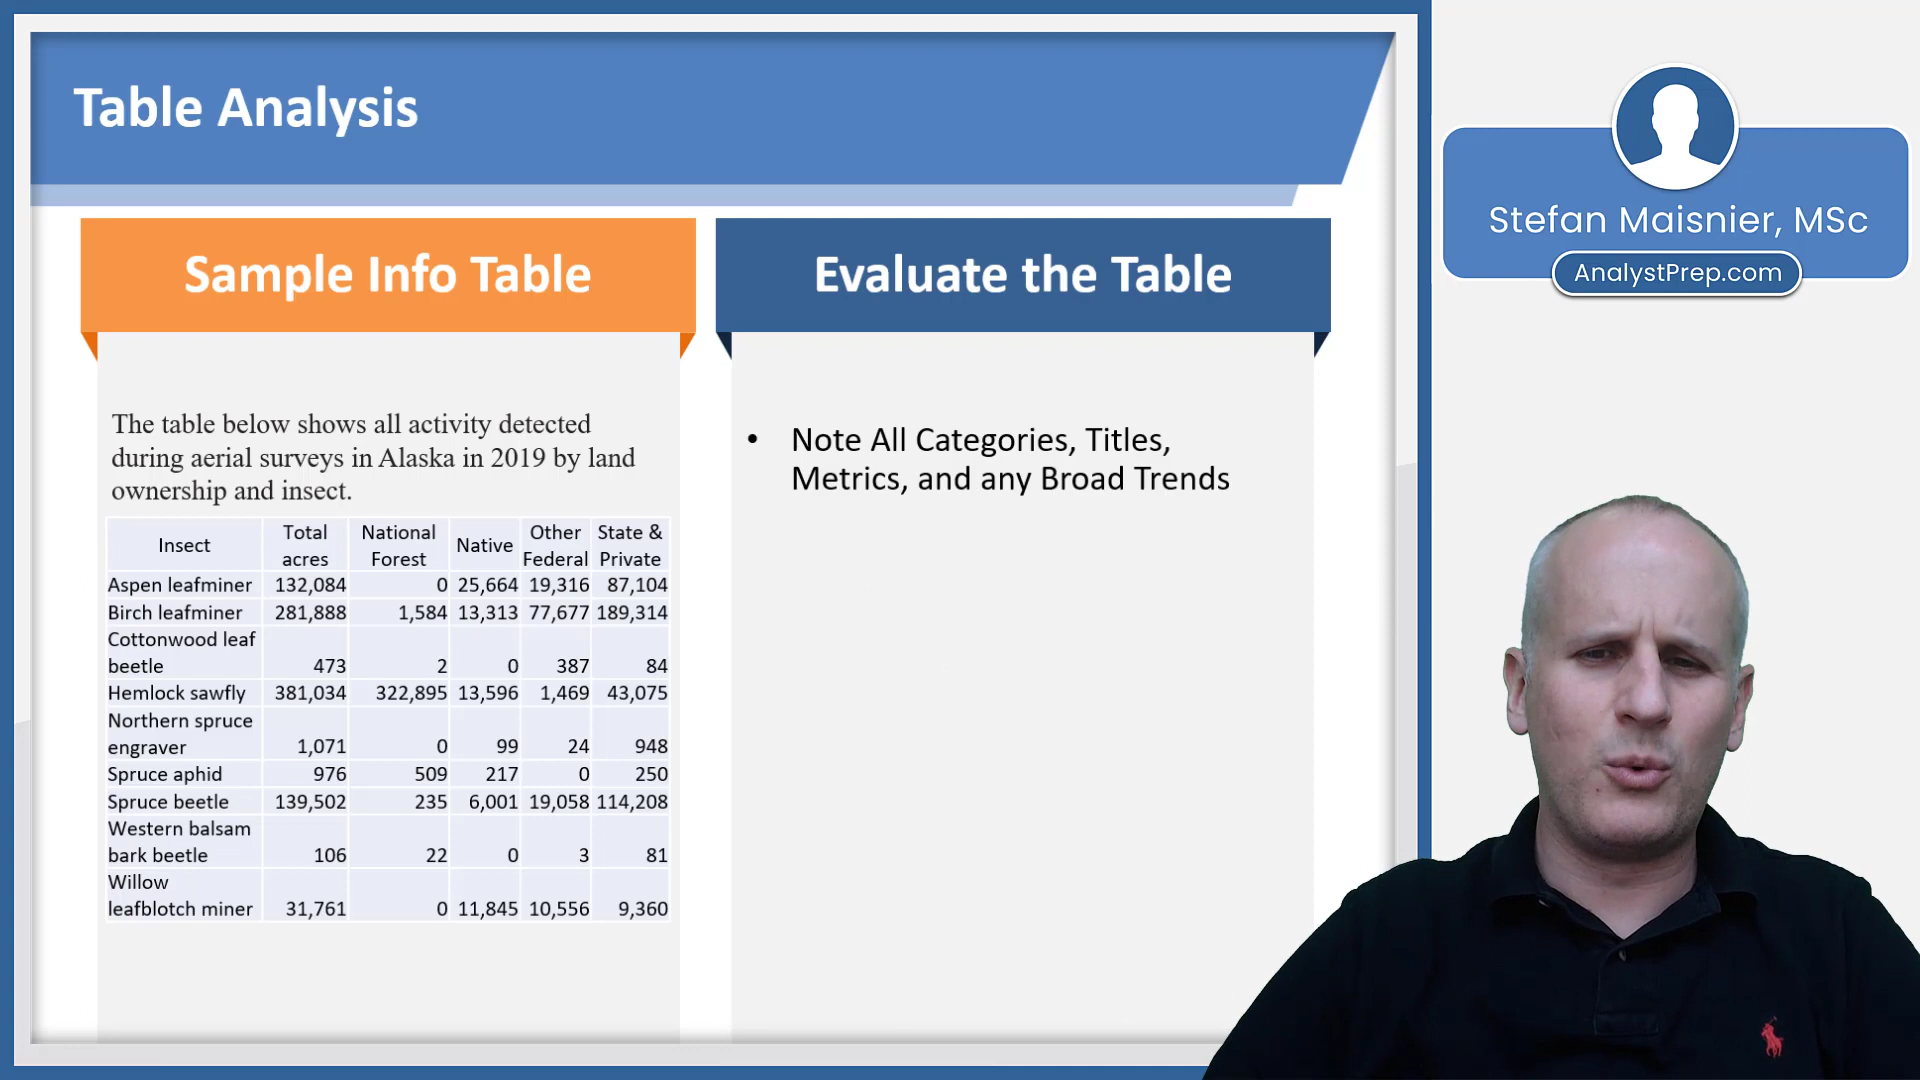 Table Analysis
Sample Info Table
The table below shows all activity detected
during aerial surveys in Alaska in 2019 by land
ownership and insect.
Insect Total acres National Forest Native Other Federal State & Private
Aspen leafminer 132,084 0 25,664 19,316 87,104
Birch leafminer 281,888 1,584 13,313 77,677 189,314
Cottonwood leaf
beetle 473 2 0 387 84
Hemlock sawfly 381,034 322,895 13,596 1,469 43,075
Northern spruce
engraver 1,071 0 99 24 948
Spruce aphid 976 509 217 0 250
Spruce beetle 139,502 235 6,001 19,058 114,208
Western balsam
bark beetle 106 22 0 3 81
Willow
leafblotch miner 31,761 0 11,845 10,556 9,360
Evaluate the Table
• Note All Categories, Titles,
Metrics, and any Broad Trends
Stefan Maisnier, MSc
AnalystPrep.com